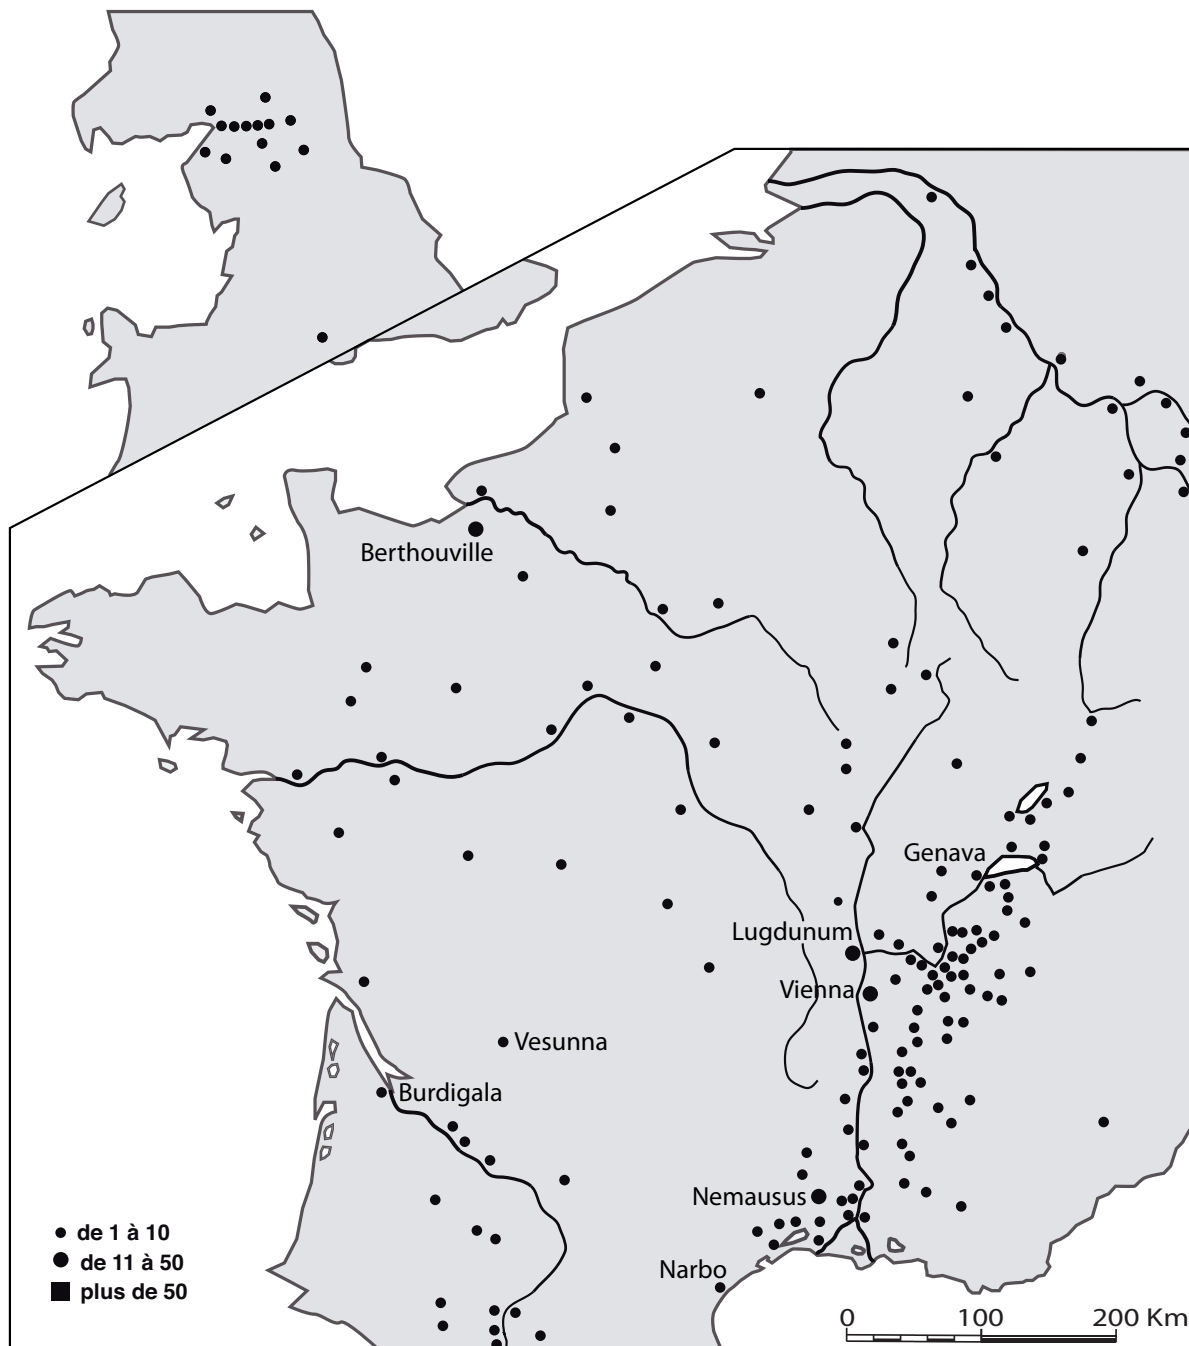 Berthouville
Genava
Lugdunum
Vienna
Vesunna
Burdigala
Nemausus
Narbo
de 1 à 10
de 11 à 50
plus de 50
0 100 200 Km